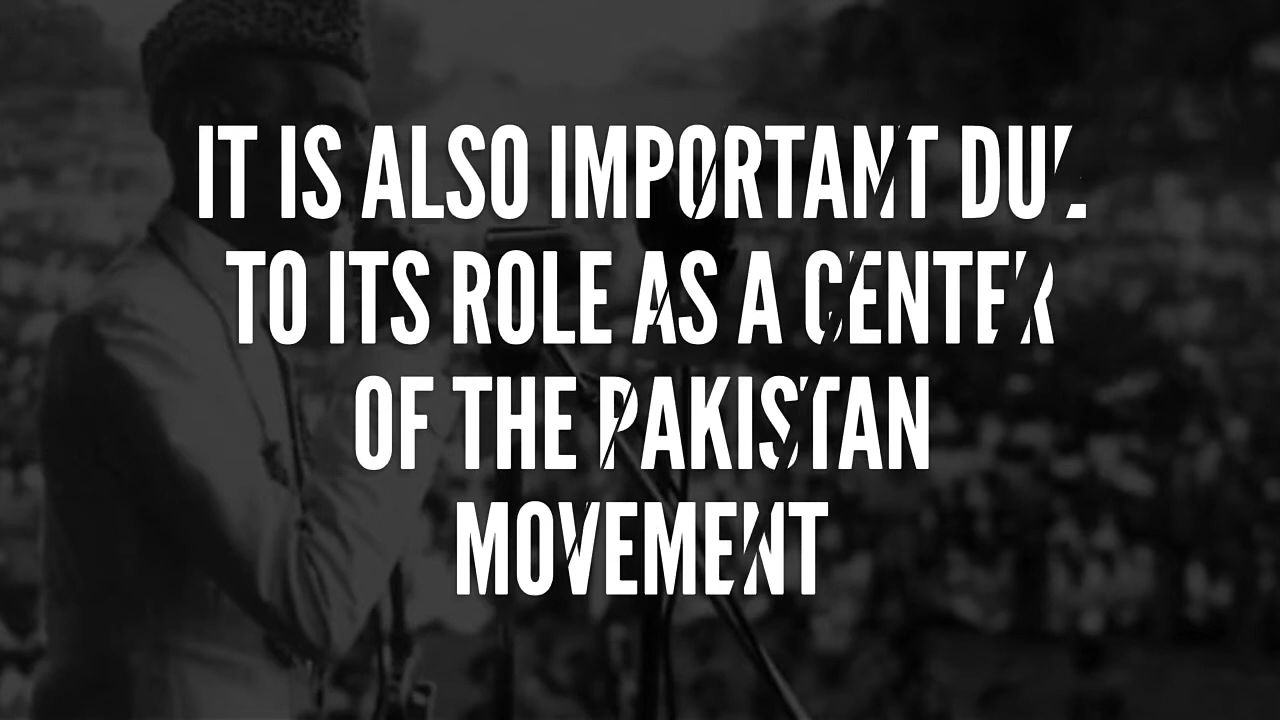 IT IS ALSO IMPORTANT DUE
TO ITS ROLE AS A CENTER
OF THE PAKISTAN
MOVEMENT